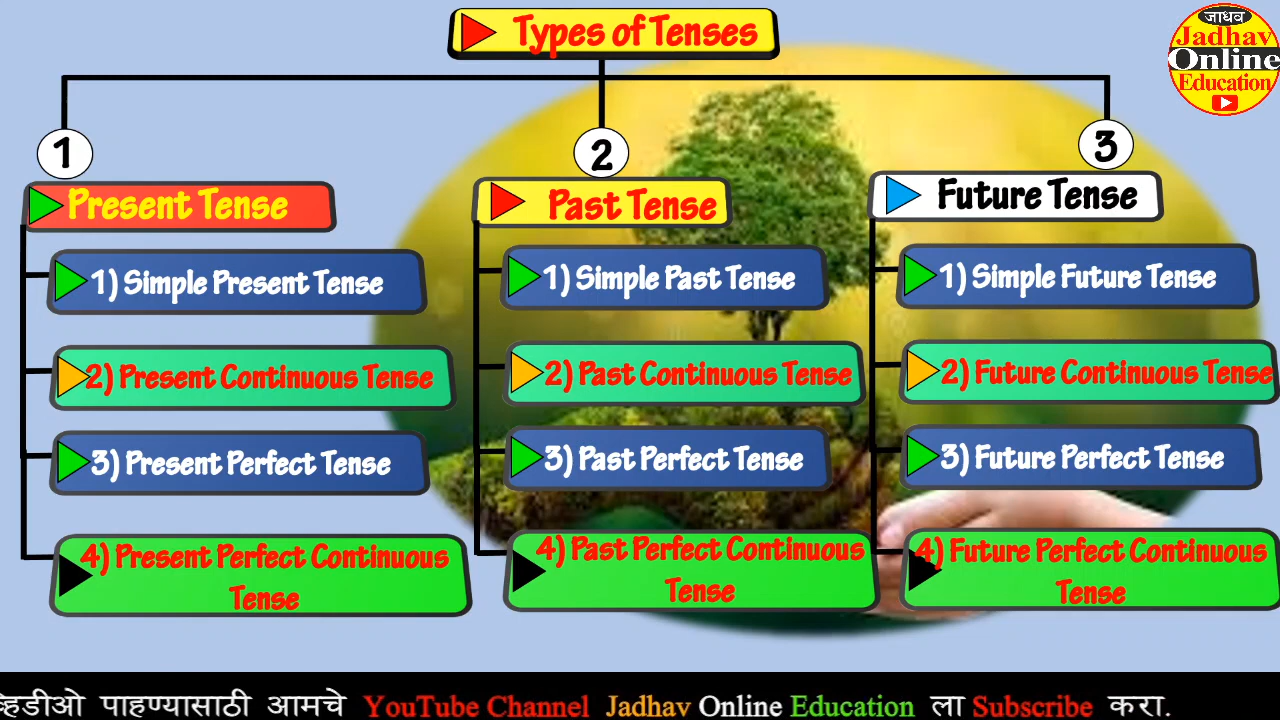 Types of Tenses
जाधव
Jadhav
Online
Education
1
2
3
Present Tense
1) Simple Present Tense
2) Present Continuous Tense
3) Present Perfect Tense
4) Present Perfect Continuous
Tense
Past Tense
1) Simple Past Tense
2) Past Continuous Tense
3) Past Perfect Tense
4) Past Perfect Continuous
Tense
Future Tense
1) Simple Future Tense
2) Future Continuous Tense
3) Future Perfect Tense
4) Future Perfect Continuous
Tense
पाहण्यासाठी आमचे YouTube Channel Jadhav Online Education ला Subscribe करा.